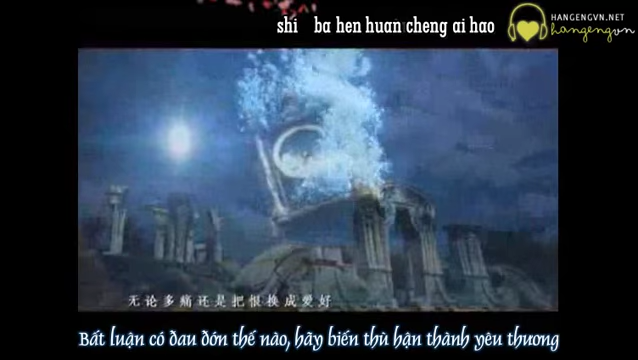 shi ba hen huan cheng ai hao
HANGENGVN.NET
hangengvn
无论多痛还是把恨换成爱好
Bất luận có đau đớn thế nào, hãy biến thù hận thành yêu thương